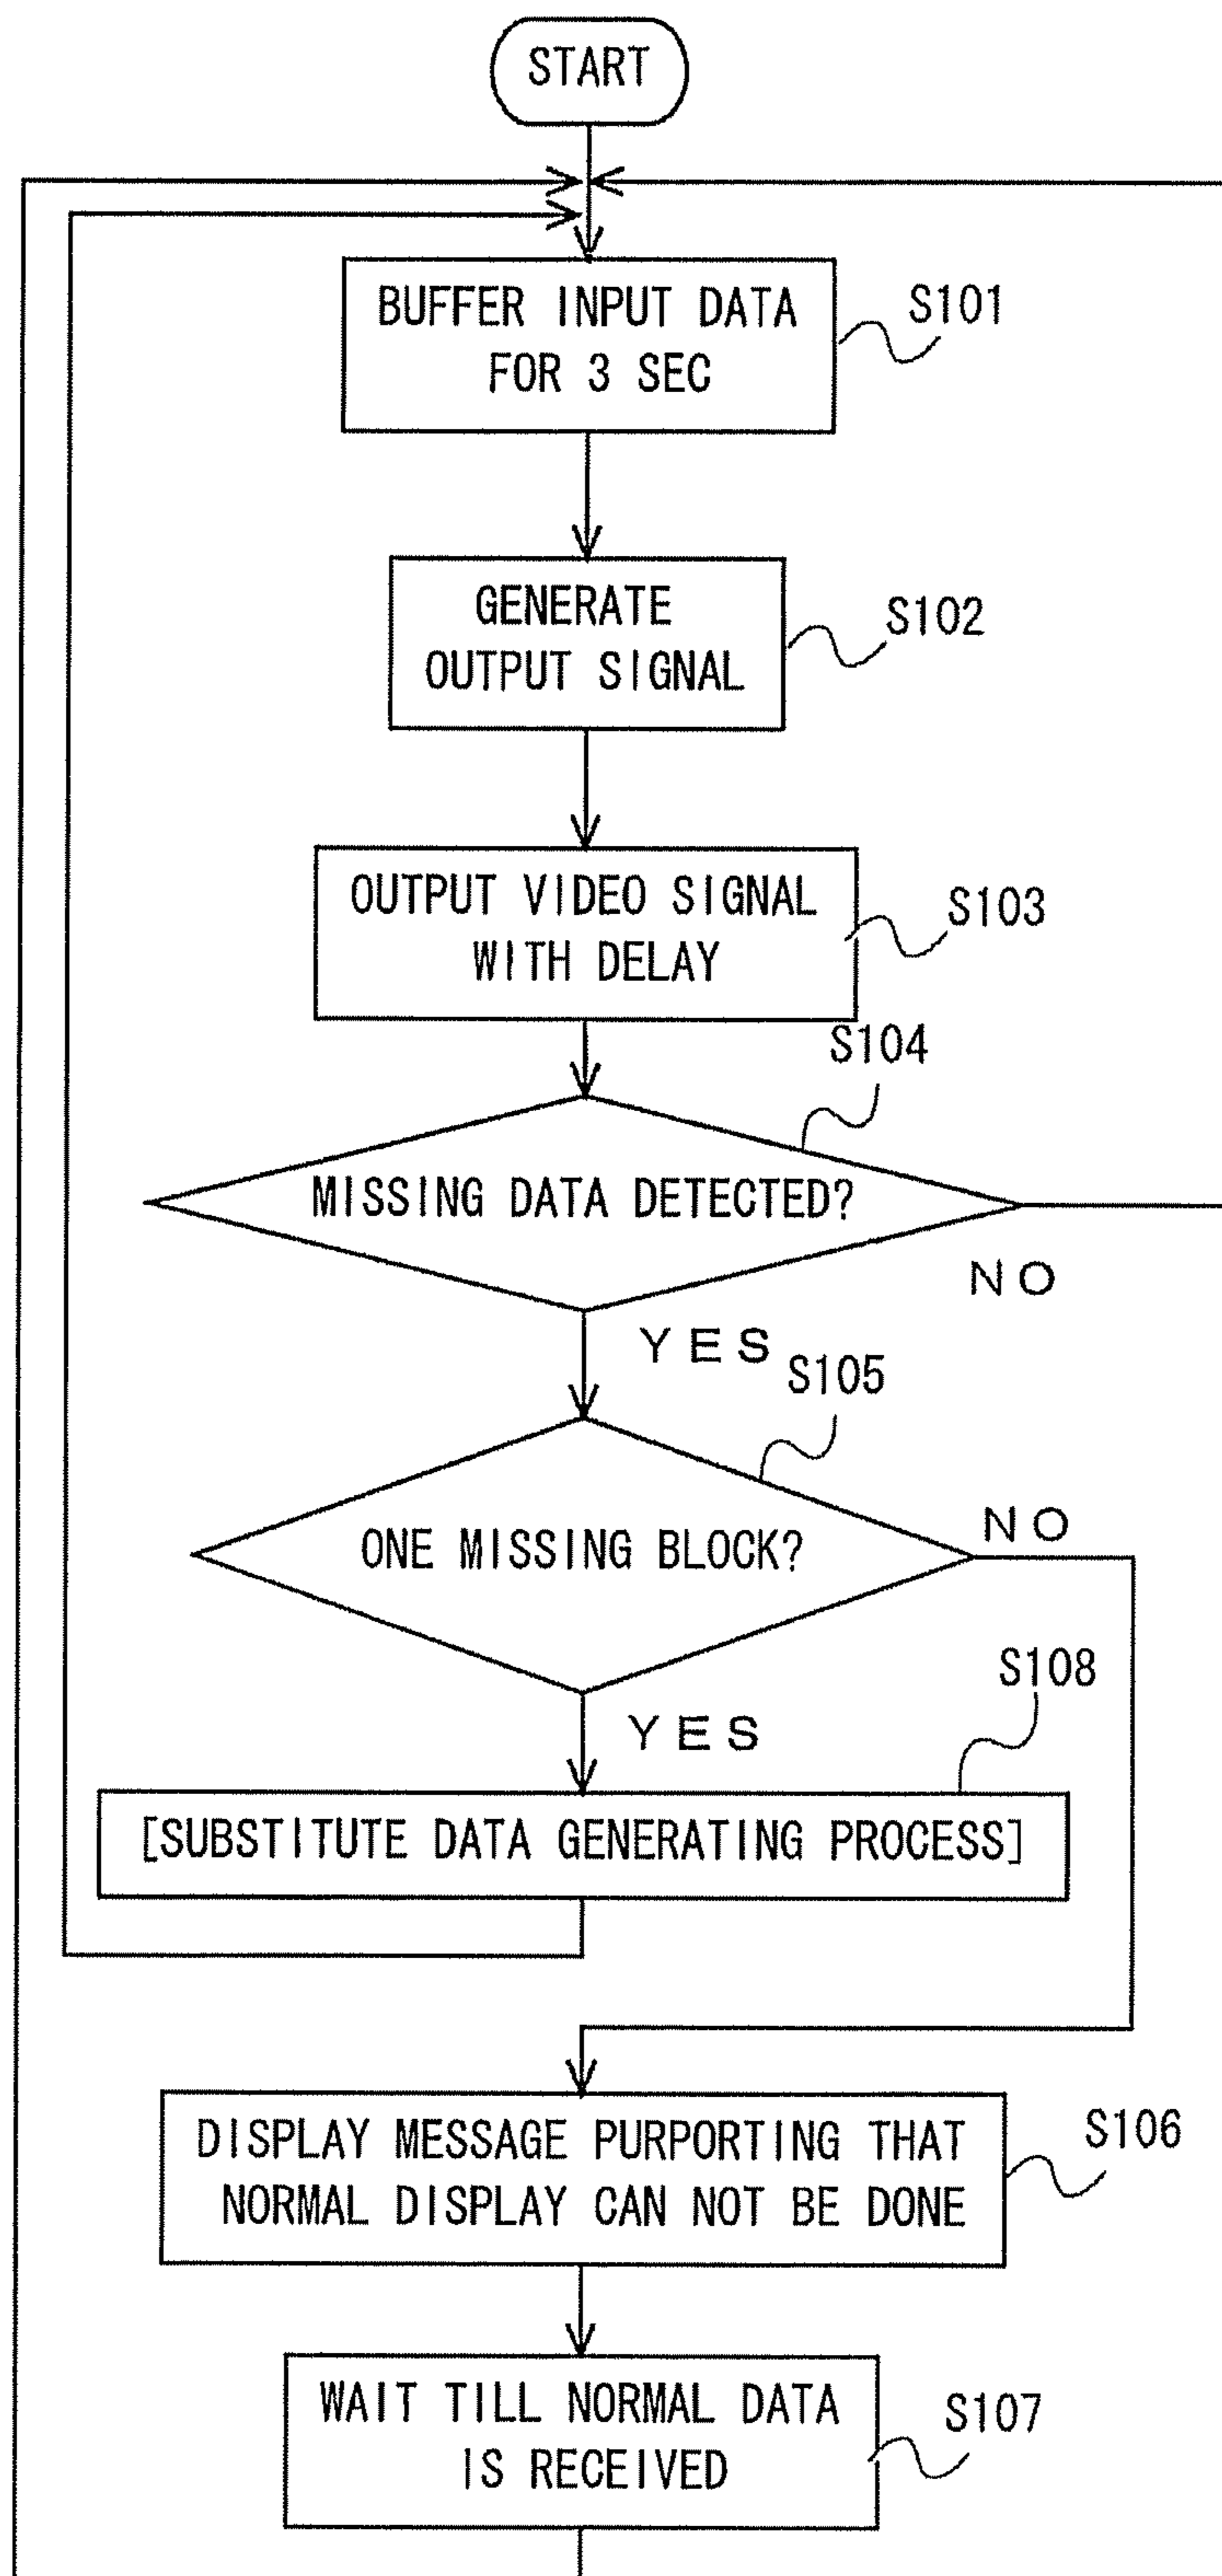 START
BUFFER INPUT DATA
FOR 3 SEC
S101
GENERATE
OUTPUT SIGNAL
S102
OUTPUT VIDEO SIGNAL
WITH DELAY
S103
S104
MISSING DATA DETECTED?
NO
YES
S105
ONE MISSING BLOCK?
NO
YES
S108
[SUBSTITUTE DATA GENERATING PROCESS]
DISPLAY MESSAGE PURPORTING THAT
NORMAL DISPLAY CAN NOT BE DONE
S106
WAIT TILL NORMAL DATA
IS RECEIVED
S107